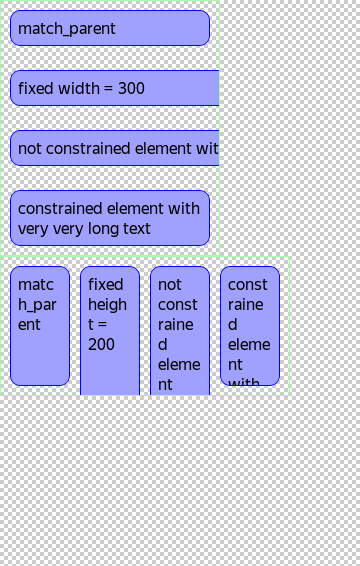 match_parent
fixed width = 300
not constrained element wit
constrained element with
very very long text
matc
h_par
ent
fixed
heigh
t =
200
not
const
raine
d
eleme
nt
const
raine
d
eleme
nt
with